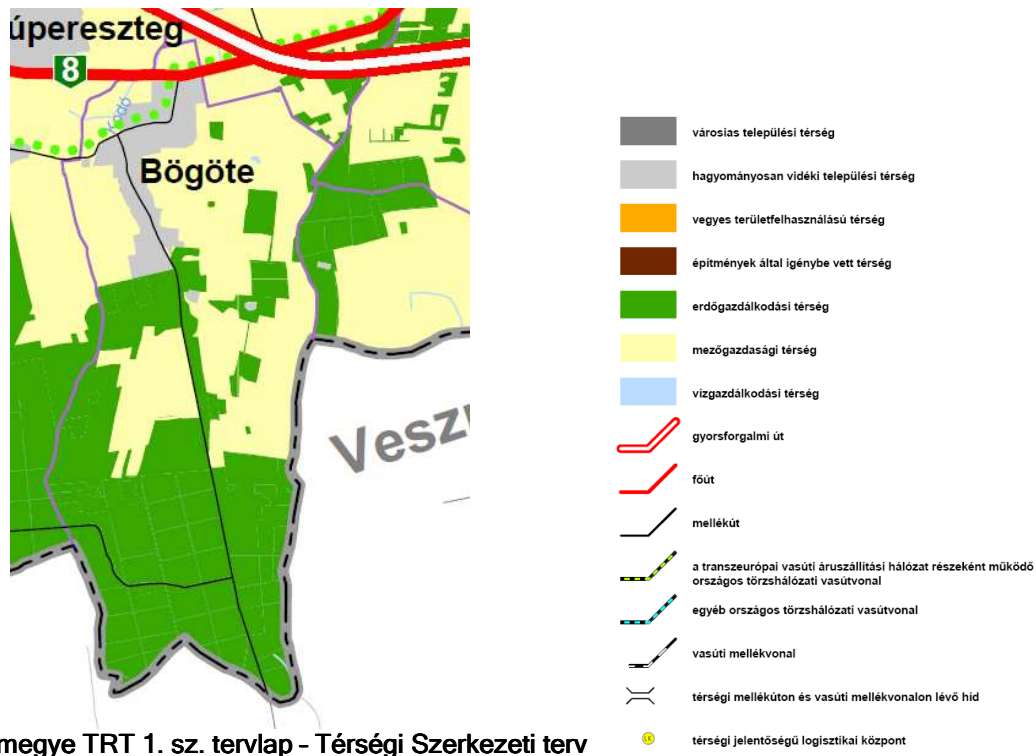 úpereszteg
8
Kodó
Bögöte
Veszp
városias települési térség
hagyományosan vidéki települési térség
vegyes területfelhasználású térség
építmények által igénybe vett térség
erdőgazdálkodási térség
mezőgazdasági térség
vízgazdálkodási térség
gyorsforgalmi út
főút
mellékút
a transzeurópai vasúti áruszállítási hálózat részeként működő
országos törzshálózati vasútvonal
egyéb országos törzshálózati vasútvonal
vasúti mellékvonal
térségi mellékúton és vasúti mellékvonalon lévő híd
LK
térségi jelentőségű logisztikai központ
megye TRT 1. sz. tervlap - Térségi Szerkezeti terv